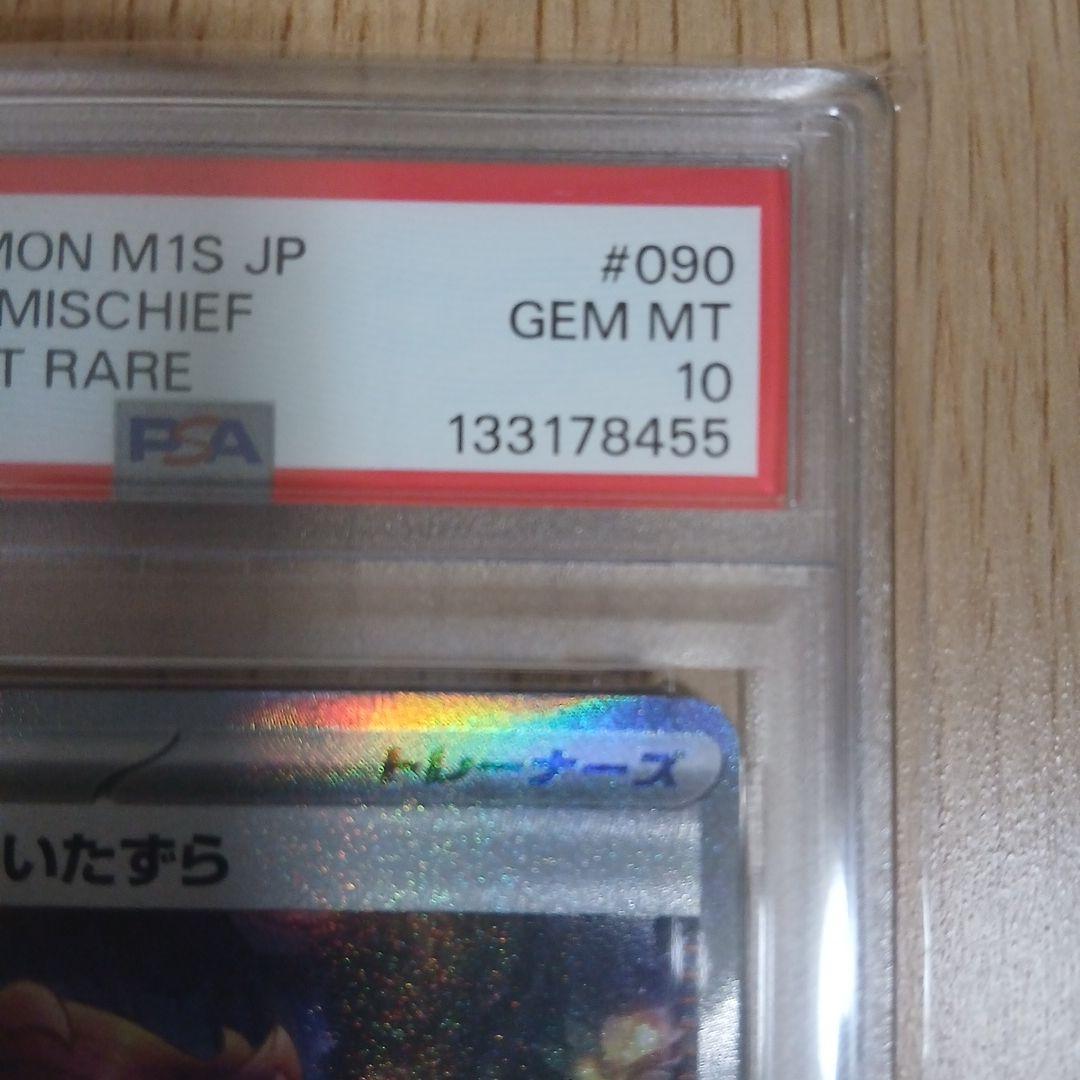 MON M1S JP #090
MISCHIEF GEM MT
T RARE 10
PSA 133178455
トレーナーズ
いたずら